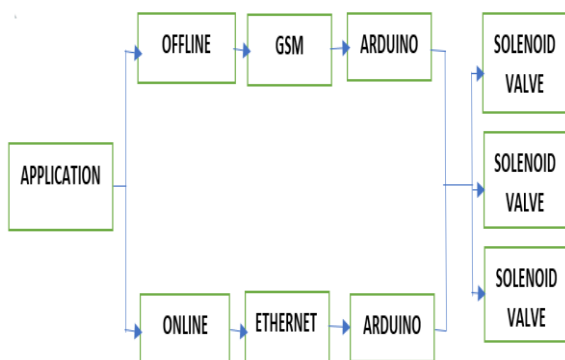 OFFLINE
GSM
ARDUINO
SOLENOID
VALVE
APPLICATION
SOLENOID
VALVE
SOLENOID
VALVE
ONLINE
ETHERNET
ARDUINO